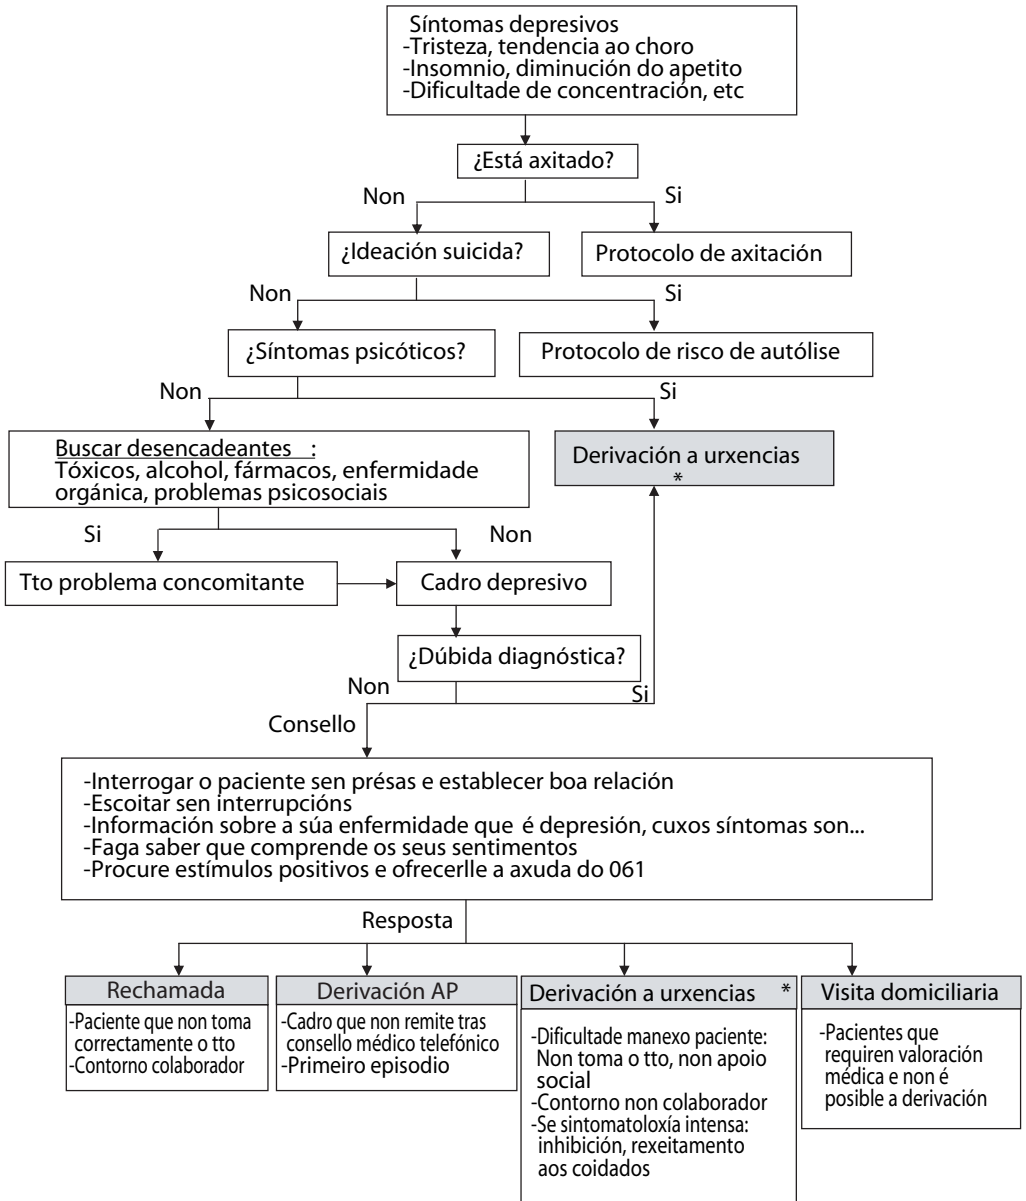 Síntomas depresivos
-Tristeza, tendencia ao choro
-Insomnio, diminución do apetito
-Dificultade de concentración, etc
¿Está axitado?
Non
Si
¿Ideación suicida?
Protocolo de axitación
Non
Si
¿Síntomas psicóticos?
Protocolo de risco de autólise
Non
Si
Buscar desencadeantes :
Tóxicos, alcohol, fármacos, enfermidade
orgánica, problemas psicosociais
Derivación a urxencias
*
Si
Non
Tto problema concomitante
Cadro depresivo
¿Dúbida diagnóstica?
Non
Si
Consello
-Interrogar o paciente sen présas e establecer boa relación
-Escoitar sen interrupcións
-Información sobre a súa enfermidade que é depresión, cuxos síntomas son...
-Faga saber que comprende os seus sentimentos
-Procure estímulos positivos e ofrecerlle a axuda do 061
Resposta
Rechamada
-Paciente que non toma
correctamente o tto
-Contorno colaborador
Derivación AP
-Cadro que non remite tras
consello médico telefónico
-Primeiro episodio
Derivación a urxencias *
-Dificultade manexo paciente:
Non toma o tto, non apoio
social
-Contorno non colaborador
-Se sintomatoloxía intensa:
inhibición, rexeitamento
aos coidados
Visita domiciliaria
-Pacientes que
requiren valoración
médica e non é
posible a derivación